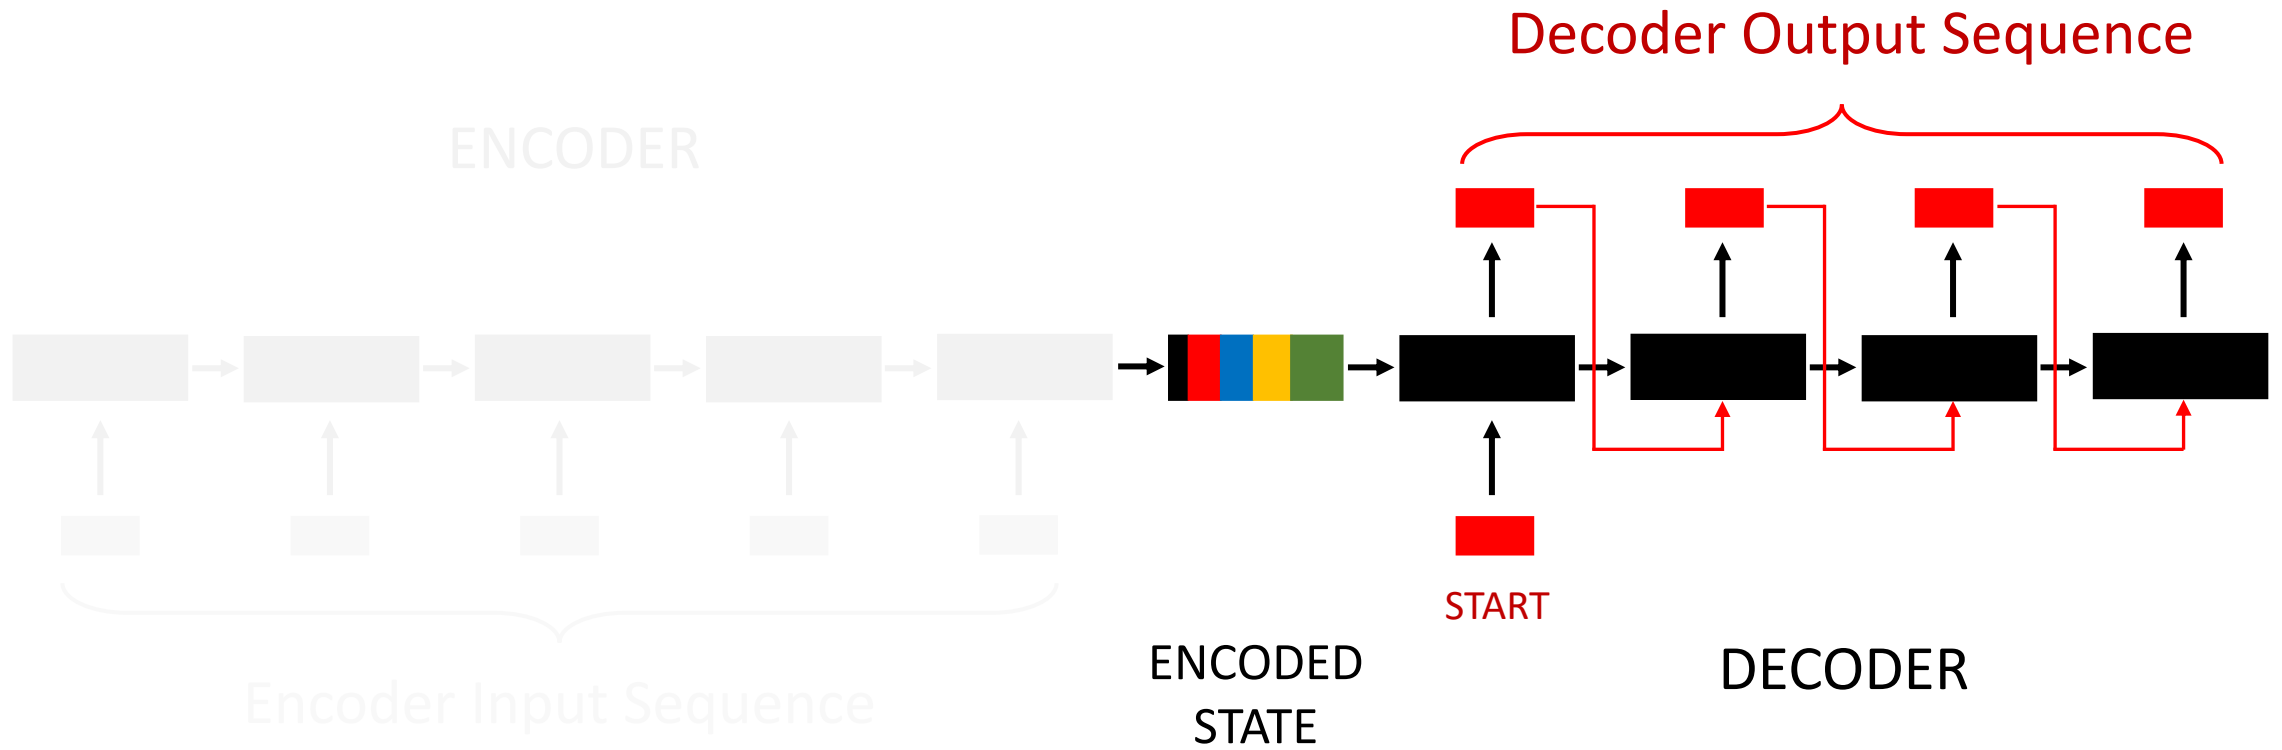 Decoder Output Sequence
ENCODER
START
ENCODED
STATE
DECODER
Encoder Input Sequence